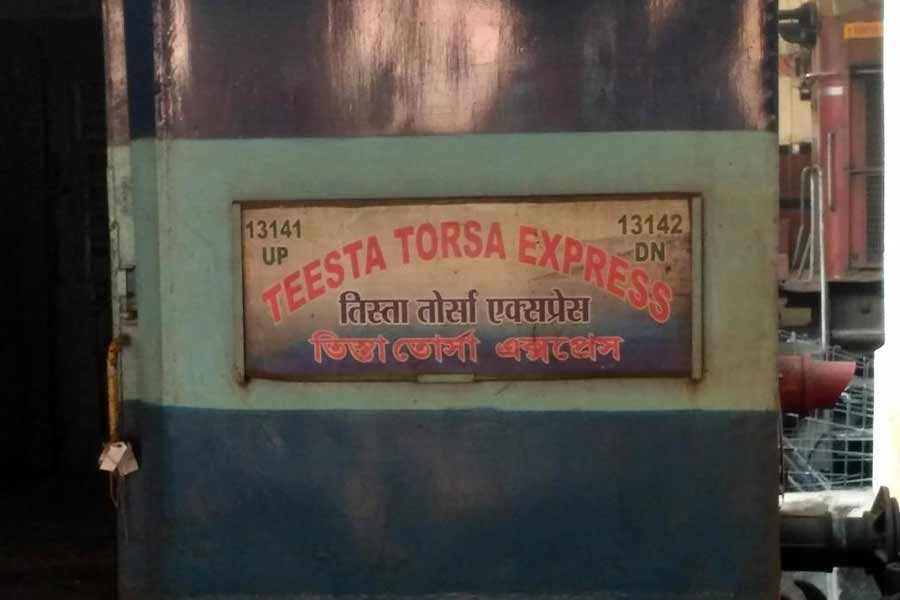 13141 UP
13142 DN
TEESTA TORSA EXPRESS
तिस्ता तोर्सा एक्सप्रेस
তিস্তা তোর্সা এক্সপ্রেস